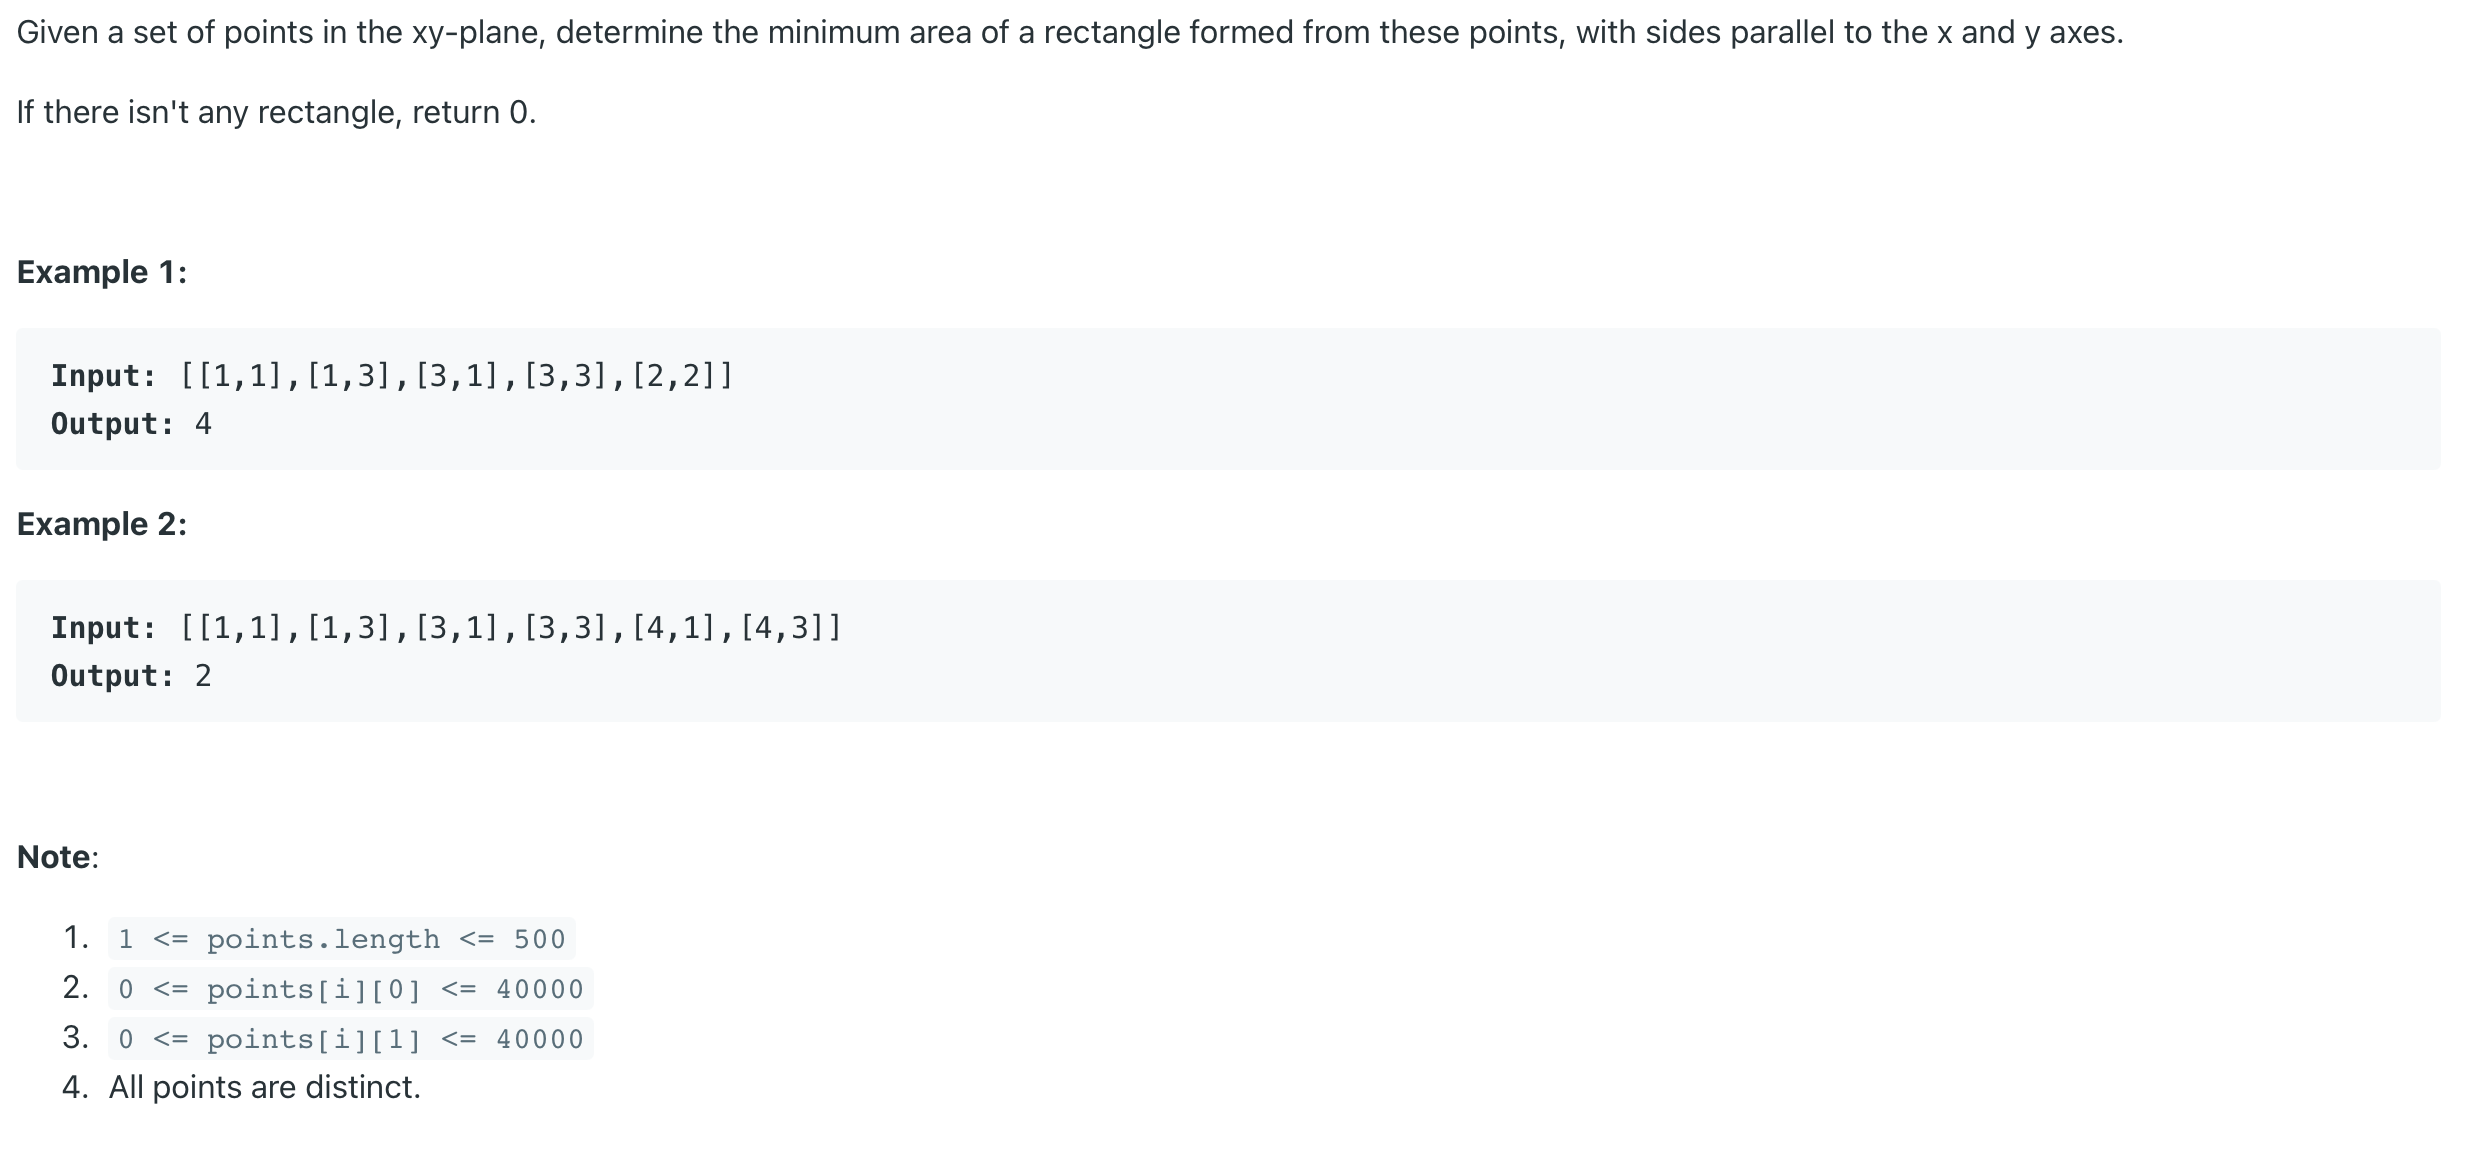 Given a set of points in the xy-plane, determine the minimum area of a rectangle formed from these points, with sides parallel to the x and y axes.
If there isn't any rectangle, return 0.
Example 1:
Input: [[1,1],[1,3],[3,1],[3,3],[2,2]]
Output: 4
Example 2:
Input: [[1,1],[1,3],[3,1],[3,3],[4,1],[4,3]]
Output: 2
Note:
1. 1 <= points.length <= 500
2. 0 <= points[i][0] <= 40000
3. 0 <= points[i][1] <= 40000
4. All points are distinct.